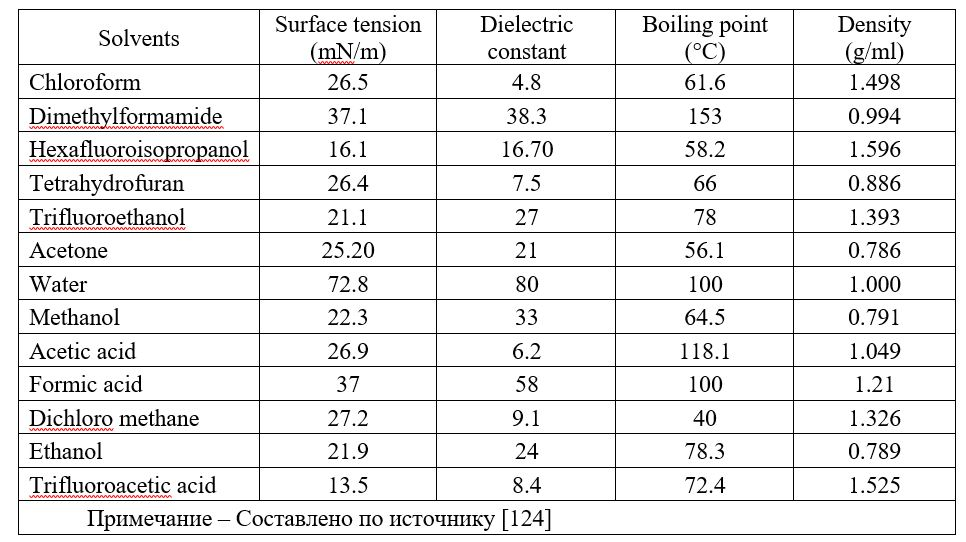 Solvents Surface tension (mN/m) Dielectric constant Boiling point (°C) Density (g/ml)
Chloroform 26.5 4.8 61.6 1.498
Dimethylformamide 37.1 38.3 153 0.994
Hexafluoroisopropanol 16.1 16.70 58.2 1.596
Tetrahydrofuran 26.4 7.5 66 0.886
Trifluoroethanol 21.1 27 78 1.393
Acetone 25.20 21 56.1 0.786
Water 72.8 80 100 1.000
Methanol 22.3 33 64.5 0.791
Acetic acid 26.9 6.2 118.1 1.049
Formic acid 37 58 100 1.21
Dichloro methane 27.2 9.1 40 1.326
Ethanol 21.9 24 78.3 0.789
Trifluoroacetic acid 13.5 8.4 72.4 1.525
Примечание – Составлено по источнику [124]